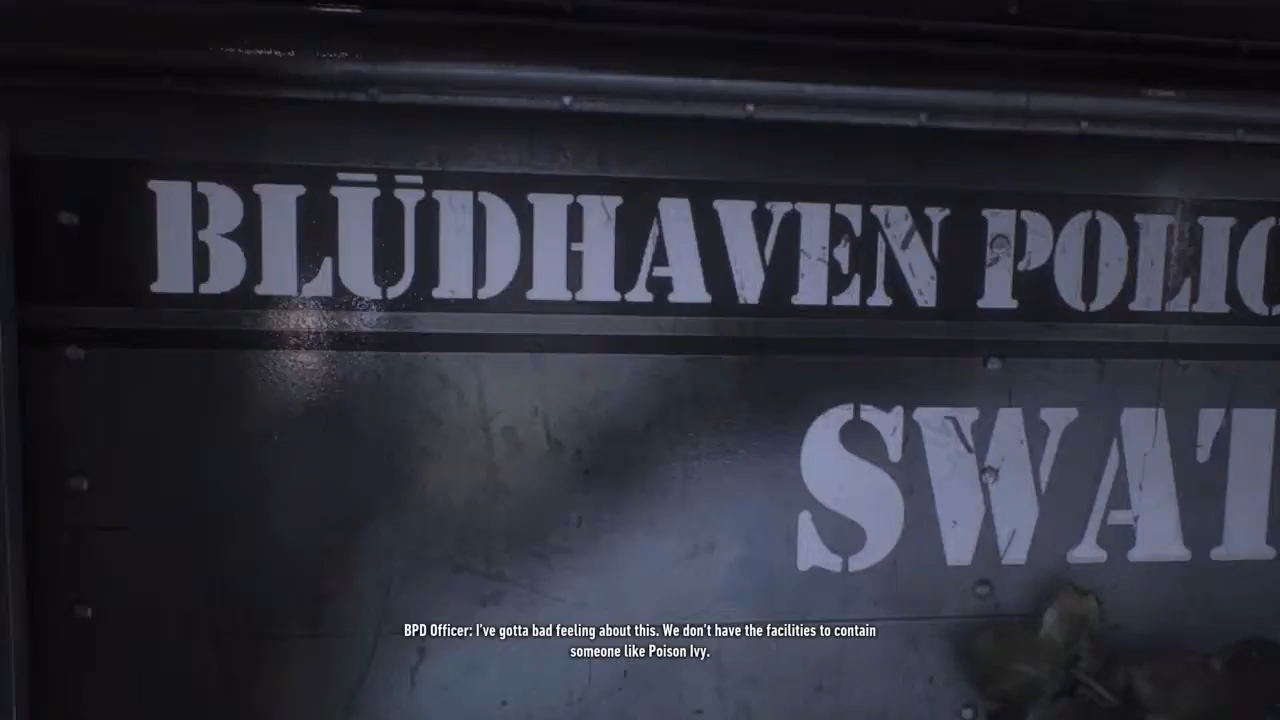 BLÜDHAVEN POLIC
SWAT
BPD Officer: I've gotta bad feeling about this. We don't have the facilities to contain
someone like Poison Ivy.